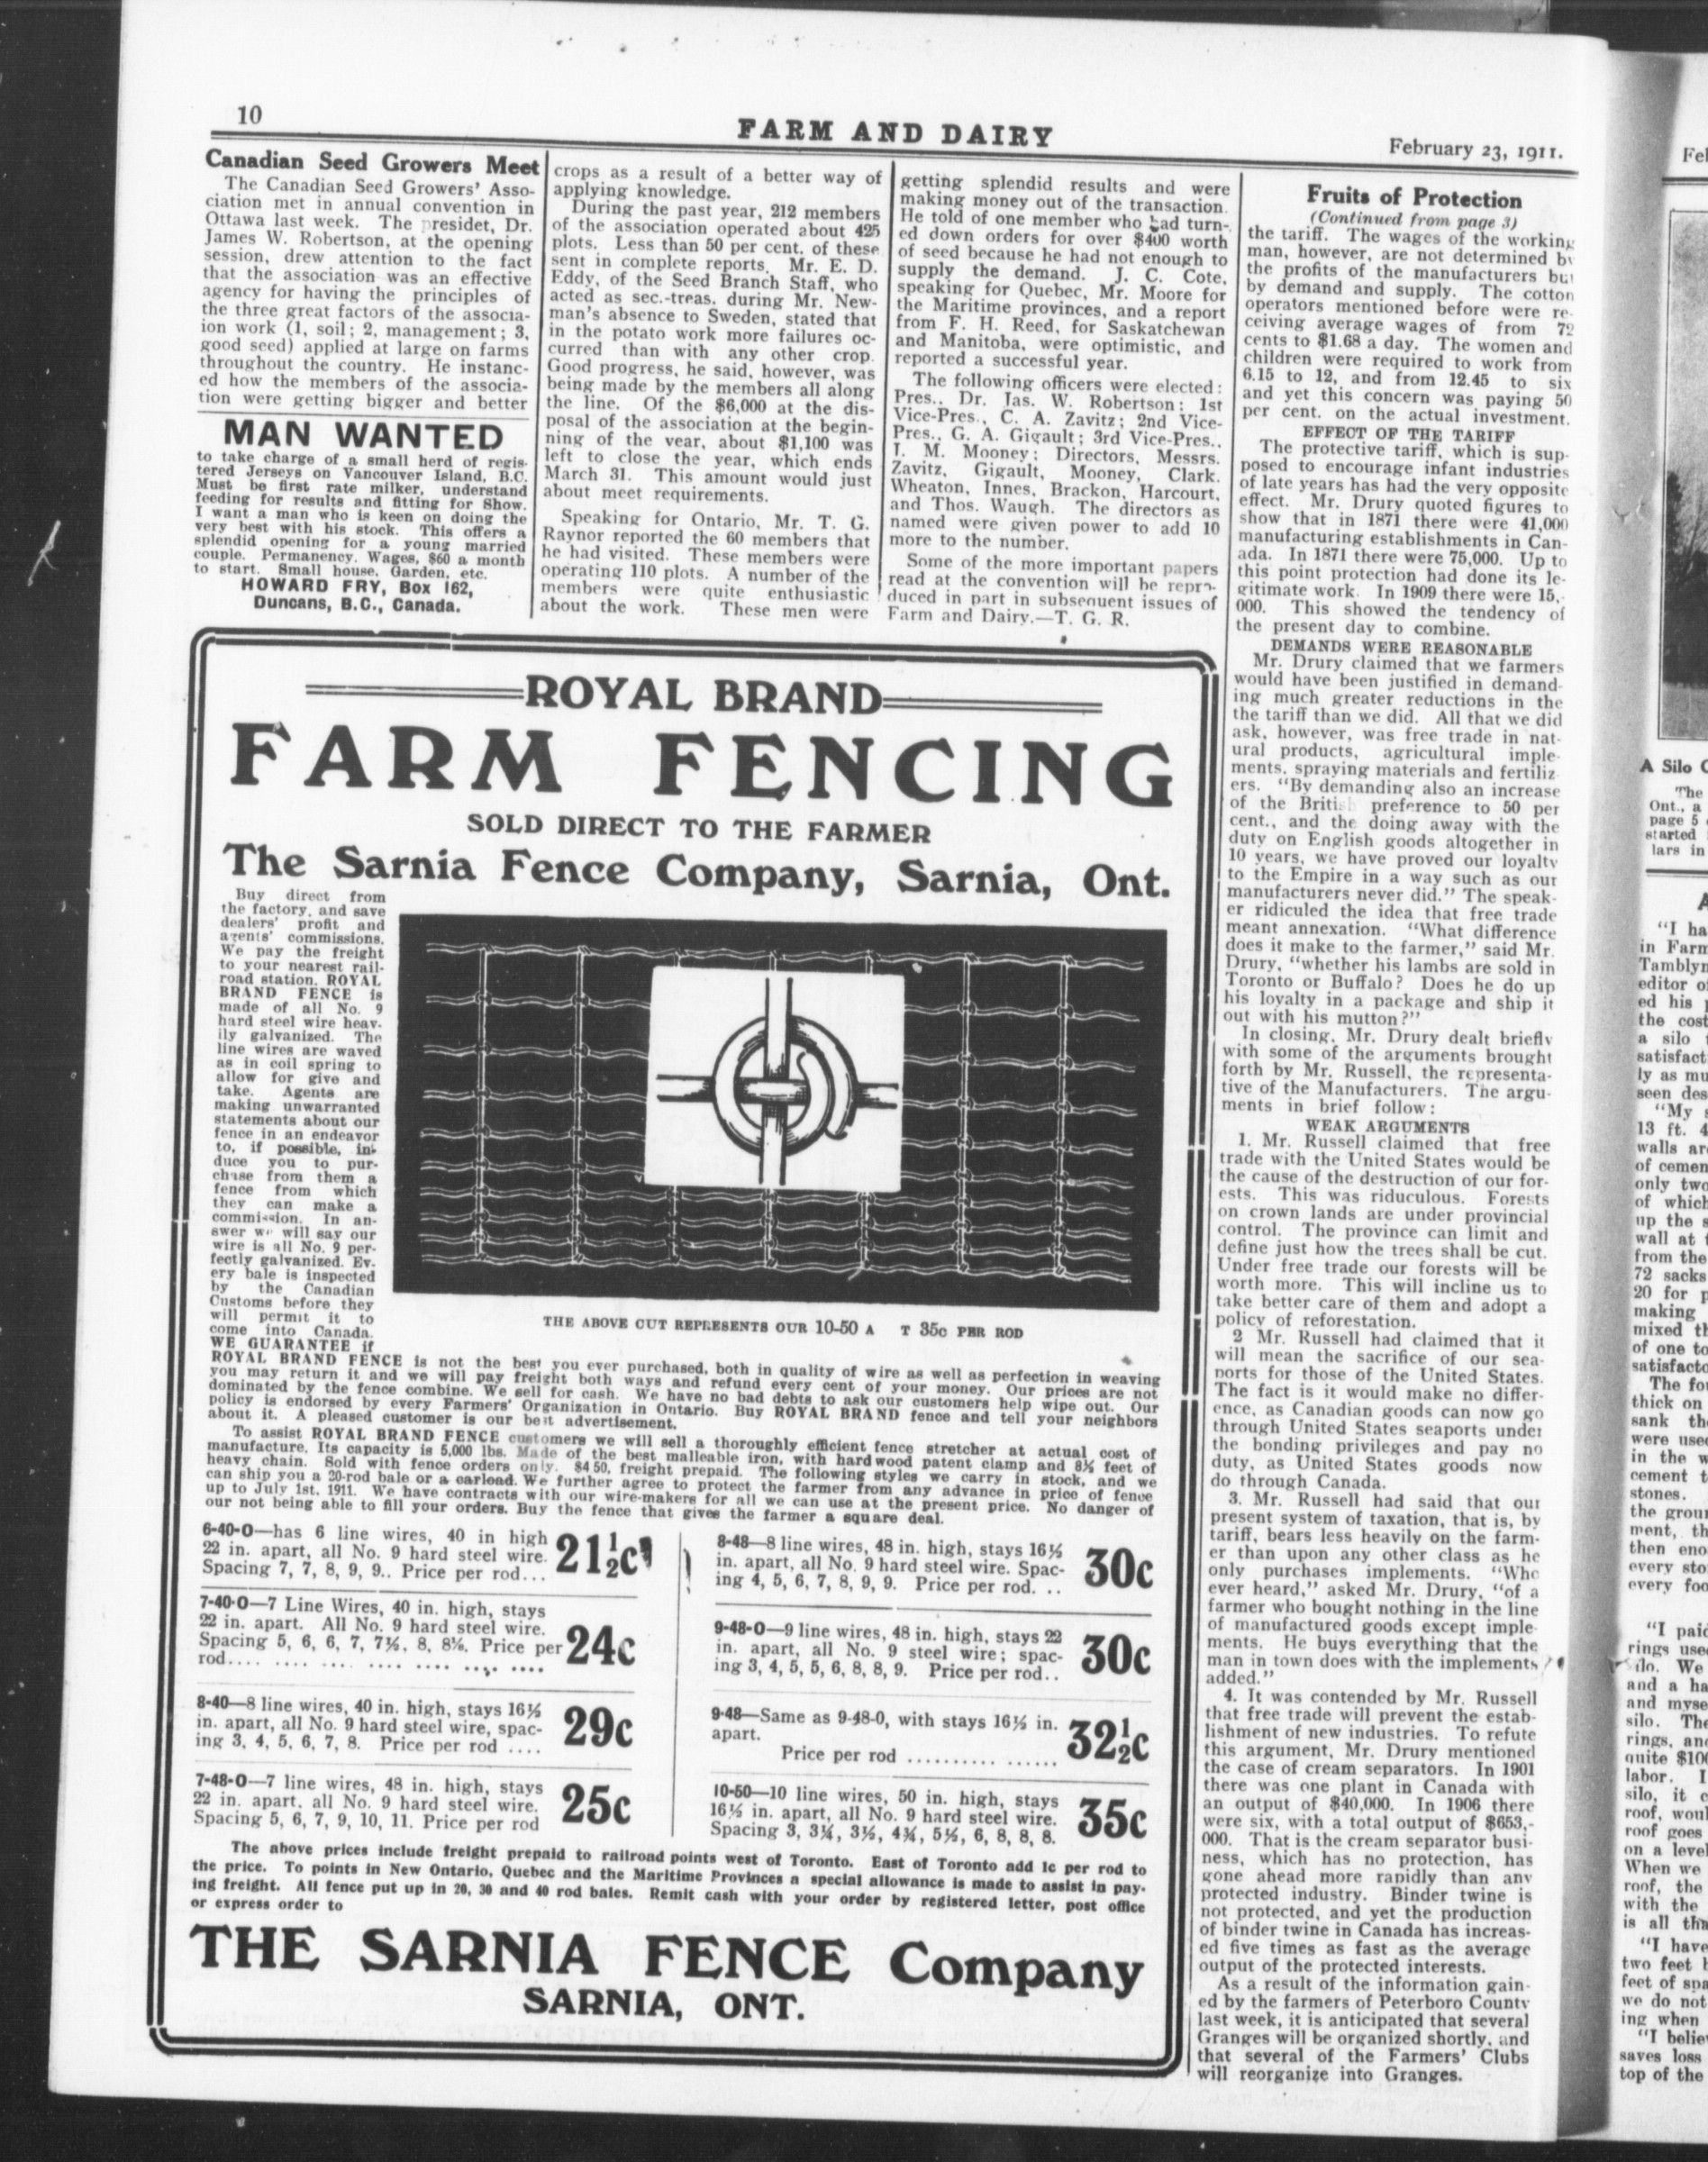 10
FARM AND DAIRY
February 23, 1911.
Canadian Seed Growers Meet
The Canadian Seed Growers' Asso-
ciation met in annual convention in
Ottawa last week. The presidet, Dr.
James W. Robertson, at the opening
session, drew attention to the fact
that the association was an effective
agency for having the principles of
the three great factors of the associa-
ion work (1, soil; 2, management; 3,
good seed) applied at large on farms
throughout the country. He instanc-
ed how the members of the associa-
tion were getting bigger and better
MAN WANTED
to take charge of a small herd of regis-
tered Jerseys on Vancouver Island, B.C.
Must be first rate milker, understand
feeding for results and fitting for Show.
I want a man who is keen on doing the
very best with his stock. This offers a
splendid opening for a young married
couple. Permanency. Wages, $60 a month
to start. Small house, Garden, etc.
HOWARD FRY, Box 162,
Duncans, B.C., Canada.
crops as a result of a better way of
applying knowledge.
During the past year, 212 members
of the association operated about 425
plots. Less than 50 per cent. of these
sent in complete reports. Mr. E. D.
Eddy, of the Seed Branch Staff, who
acted as sec.-treas. during Mr. New-
man's absence to Sweden, stated that
in the potato work more failures oc-
curred than with any other crop.
Good progress, he said, however, was
being made by the members all along
the line. Of the $6,000 at the dis-
posal of the association at the begin-
ning of the year, about $1,100 was
left to close the year, which ends
March 31. This amount would just
about meet requirements.
Speaking for Ontario, Mr. T. G.
Raynor reported the 60 members that
he had visited. These members were
operating 110 plots. A number of the
members were quite enthusiastic
about the work. These men were
getting splendid results and were
making money out of the transaction.
He told of one member who had turn-
ed down orders for over $400 worth
of seed because he had not enough to
supply the demand. J. C. Cote,
speaking for Quebec, Mr. Moore for
the Maritime provinces, and a report
from F. H. Reed, for Saskatchewan
and Manitoba, were optimistic, and
reported a successful year.
The following officers were elected:
Pres., Dr. Jas. W. Robertson; 1st
Vice-Pres., C. A. Zavitz; 2nd Vice-
Pres., G. A. Gigault; 3rd Vice-Pres.,
J. M. Mooney; Directors, Messrs.
Zavitz, Gigault, Mooney, Clark,
Wheaton, Innes, Brackon, Harcourt,
and Thos. Waugh. The directors as
named were given power to add 10
more to the number.
Some of the more important papers
read at the convention will be repro-
duced in part in subsequent issues of
Farm and Dairy.—T. G. R.
Fruits of Protection
(Continued from page 3)
the tariff. The wages of the working
man, however, are not determined by
the profits of the manufacturers but
by demand and supply. The cotton
operators mentioned before were re-
ceiving average wages of from 72
cents to $1.68 a day. The women and
children were required to work from
6.15 to 12, and from 12.45 to six
and yet this concern was paying 50
per cent. on the actual investment.
EFFECT OF THE TARIFF
The protective tariff, which is sup-
posed to encourage infant industries
of late years has had the very opposite
effect. Mr. Drury quoted figures to
show that in 1871 there were 41,000
manufacturing establishments in Can-
ada. In 1871 there were 75,000. Up to
this point protection had done its le-
gitimate work. In 1909 there were 15,-
000. This showed the tendency of
the present day to combine.
DEMANDS WERE REASONABLE
Mr. Drury claimed that we farmers
would have been justified in demand-
ing much greater reductions in the
the tariff than we did. All that we did
ask, however, was free trade in nat-
ural products, agricultural imple-
ments, spraying materials and fertiliz
ers. "By demanding also an increase
of the British preference to 50 per
cent., and the doing away with the
duty on English goods altogether in
10 years, we have proved our loyalty
to the Empire in a way such as our
manufacturers never did." The speak-
er ridiculed the idea that free trade
meant annexation. "What difference
does it make to the farmer," said Mr.
Drury, "whether his lambs are sold in
Toronto or Buffalo? Does he do up
his loyalty in a package and ship it
out with his mutton?"
In closing, Mr. Drury dealt briefly
with some of the arguments brought
forth by Mr. Russell, the representa-
tive of the Manufacturers. The argu-
ments in brief follow:
WEAK ARGUMENTS
1. Mr. Russell claimed that free
trade with the United States would be
the cause of the destruction of our for-
ests. This was riduculous. Forests
on crown lands are under provincial
control. The province can limit and
define just how the trees shall be cut.
Under free trade our forests will be
worth more. This will incline us to
take better care of them and adopt a
policy of reforestation.
2 Mr. Russell had claimed that it
will mean the sacrifice of our sea-
ports for those of the United States.
The fact is it would make no differ-
ence, as Canadian goods can now go
through United States seaports under
the bonding privileges and pay no
duty, as United States goods now
do through Canada.
3. Mr. Russell had said that our
present system of taxation, that is, by
tariff, bears less heavily on the farm-
er than upon any other class as he
only purchases implements. "Who
ever heard," asked Mr. Drury, "of a
farmer who bought nothing in the line
of manufactured goods except imple-
ments. He buys everything that the
man in town does with the implements
added."
4. It was contended by Mr. Russell
that free trade will prevent the estab-
lishment of new industries. To refute
this argument, Mr. Drury mentioned
the case of cream separators. In 1901
there was one plant in Canada with
an output of $40,000. In 1906 there
were six, with a total output of $653,-
000. That is the cream separator busi-
ness, which has no protection, has
gone ahead more rapidly than any
protected industry. Binder twine is
not protected, and yet the production
of binder twine in Canada has increas-
ed five times as fast as the average
output of the protected interests.
As a result of the information gain-
ed by the farmers of Peterboro County
last week, it is anticipated that several
Granges will be organized shortly, and
that several of the Farmers' Clubs
will reorganize into Granges.
ROYAL BRAND
FARM FENCING
SOLD DIRECT TO THE FARMER
The Sarnia Fence Company, Sarnia, Ont.
Buy direct from
the factory, and save
dealers' profit and
agents' commissions.
We pay the freight
to your nearest rail-
road station. ROYAL
BRAND FENCE is
made of all No. 9
hard steel wire heav-
ily galvanized. The
line wires are waved
as in coil spring to
allow for give and
take. Agents are
making unwarranted
statements about our
fence in an endeavor
to, if possible, in-
duce you to pur-
chase from them a
fence from which
they can make a
commission. In an-
swer we will say our
wire is all No. 9 per-
fectly galvanized. Ev-
ery bale is inspected
by the Canadian
Customs before they
will permit it to
come into Canada.
WE GUARANTEE if
THE ABOVE CUT REPRESENTS OUR 10-50 A T 35c PER ROD
ROYAL BRAND FENCE is not the best you ever purchased, both in quality of wire as well as perfection in weaving
you may return it and we will pay freight both ways and refund every cent of your money. Our prices are not
dominated by the fence combine. We sell for cash. We have no bad debts to ask our customers help wipe out. Our
policy is endorsed by every Farmers' Organization in Ontario. Buy ROYAL BRAND fence and tell your neighbors
about it. A pleased customer is our best advertisement.
To assist ROYAL BRAND FENCE customers we will sell a thoroughly efficient fence stretcher at actual cost of
manufacture. Its capacity is 5,000 lbs. Made of the best malleable iron, with hardwood patent clamp and 8½ feet of
heavy chain. Sold with fence orders only. $4.50, freight prepaid. The following styles we carry in stock, and we
can ship you a 20-rod bale or a carload. We further agree to protect the farmer from any advance in price of fence
up to July 1st, 1911. We have contracts with our wire-makers for all we can use at the present price. No danger of
our not being able to fill your orders. Buy the fence that gives the farmer a square deal.
6-40-0—has 6 line wires, 40 in high
22 in. apart, all No. 9 hard steel wire.
Spacing 7, 7, 8, 9, 9.. Price per rod... 21½c
7-40-0—7 Line Wires, 40 in. high, stays
22 in. apart. All No. 9 hard steel wire.
Spacing 5, 6, 6, 7, 7½, 8, 8½. Price per
rod.... 24c
8-40—8 line wires, 40 in. high, stays 16½
in. apart, all No. 9 hard steel wire, spac-
ing 3, 4, 5, 6, 7, 8. Price per rod .... 29c
7-48-0—7 line wires, 48 in. high, stays
22 in. apart, all No. 9 hard steel wire.
Spacing 5, 6, 7, 9, 10, 11. Price per rod 25c
8-48—8 line wires, 48 in. high, stays 16½
in. apart, all No. 9 hard steel wire. Spac-
ing 4, 5, 6, 7, 8, 9, 9. Price per rod. .. 30c
9-48-0—9 line wires, 48 in. high, stays 22
in. apart, all No. 9 steel wire; spac-
ing 3, 4, 5, 5, 6, 8, 8, 9. Price per rod.. 30c
9-48—Same as 9-48-0, with stays 16½ in.
apart.
Price per rod ................ 32½c
10-50—10 line wires, 50 in. high, stays
16½ in. apart, all No. 9 hard steel wire.
Spacing 3, 3¼, 3½, 4¾, 5½, 6, 8, 8, 8. 35c
The above prices include freight prepaid to railroad points west of Toronto. East of Toronto add 1c per rod to
the price. To points in New Ontario, Quebec and the Maritime Provinces a special allowance is made to assist in pay-
ing freight. All fence put up in 20, 30 and 40 rod bales. Remit cash with your order by registered letter, post office
or express order to
THE SARNIA FENCE Company
SARNIA, ONT.